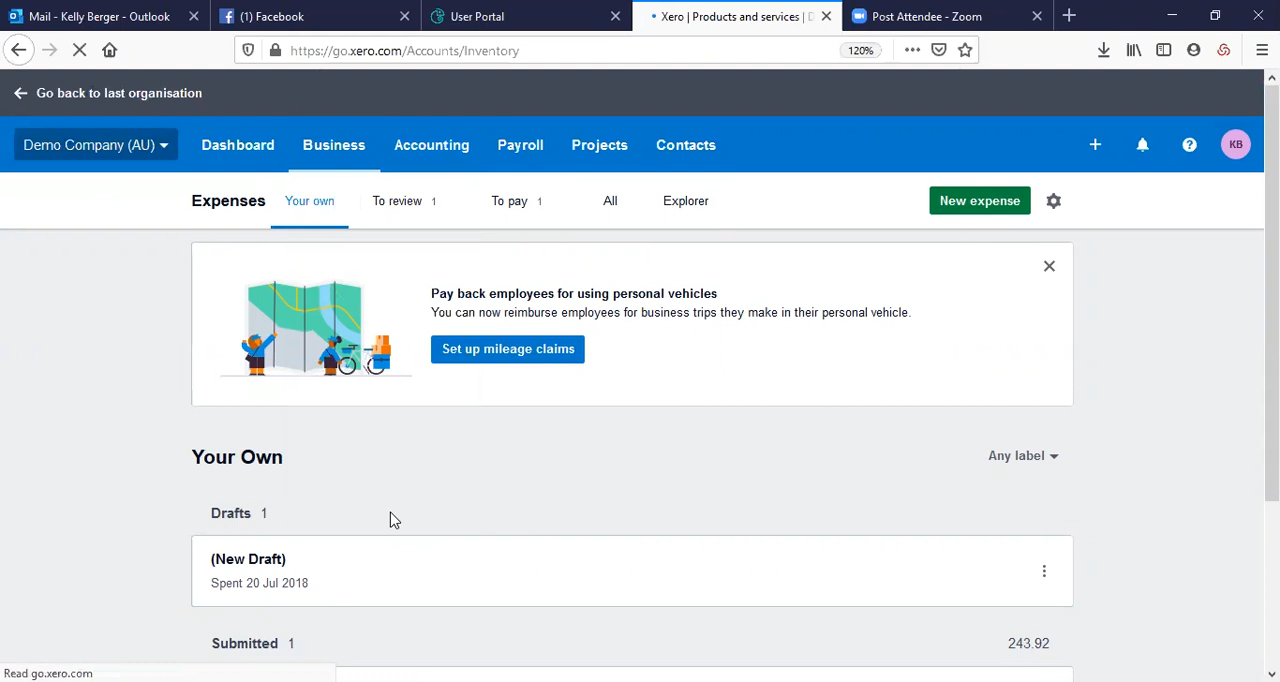 Mail - Kelly Berger - Outlook
(1) Facebook
User Portal
Xero | Products and services | D
Post Attendee - Zoom
https://go.xero.com/Accounts/Inventory
120%
Go back to last organisation
Demo Company (AU)
Dashboard
Business
Accounting
Payroll
Projects
Contacts
KB
Expenses
Your own
To review 1
To pay 1
All
Explorer
New expense
Pay back employees for using personal vehicles
You can now reimburse employees for business trips they make in their personal vehicle.
Set up mileage claims
Your Own
Any label
Drafts 1
(New Draft)
Spent 20 Jul 2018
Submitted 1
243.92
Read go.xero.com